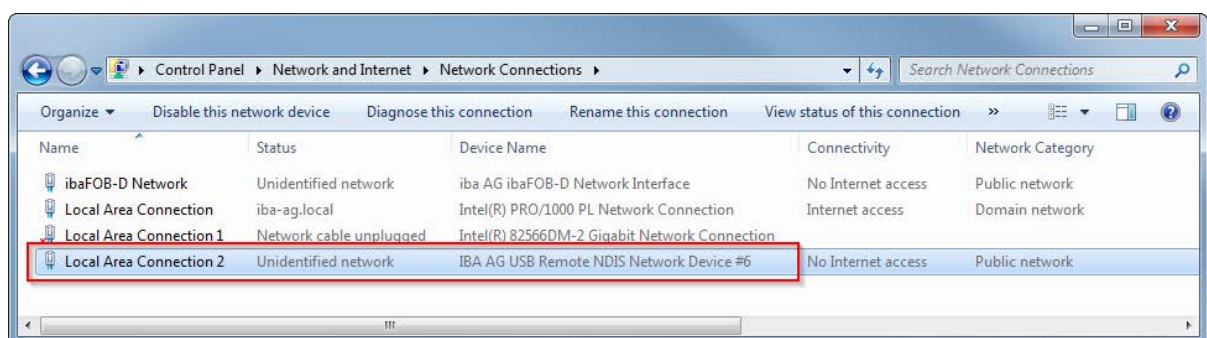 Control Panel Network and Internet Network Connections Search Network Connections
Organize Disable this network device Diagnose this connection Rename this connection View status of this connection »
Name Status Device Name Connectivity Network Category
ibaFOB-D Network Unidentified network iba AG ibaFOB-D Network Interface No Internet access Public network
Local Area Connection iba-ag.local Intel(R) PRO/1000 PL Network Connection Internet access Domain network
Local Area Connection 1 Network cable unplugged Intel(R) 82566DM-2 Gigabit Network Connection
Local Area Connection 2 Unidentified network IBA AG USB Remote NDIS Network Device #6 No Internet access Public network